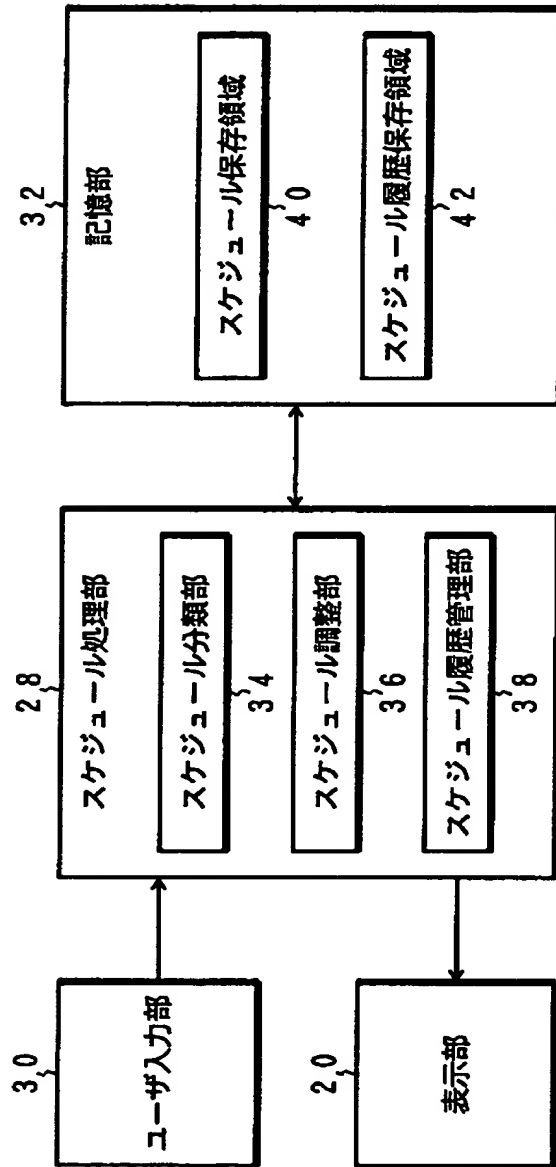 30
ユーザ入力部
20
表示部
28
スケジュール処理部
スケジュール分類部
34
スケジュール調整部
36
スケジュール履歴管理部
38
32
記憶部
スケジュール保存領域
40
スケジュール履歴保存領域
42